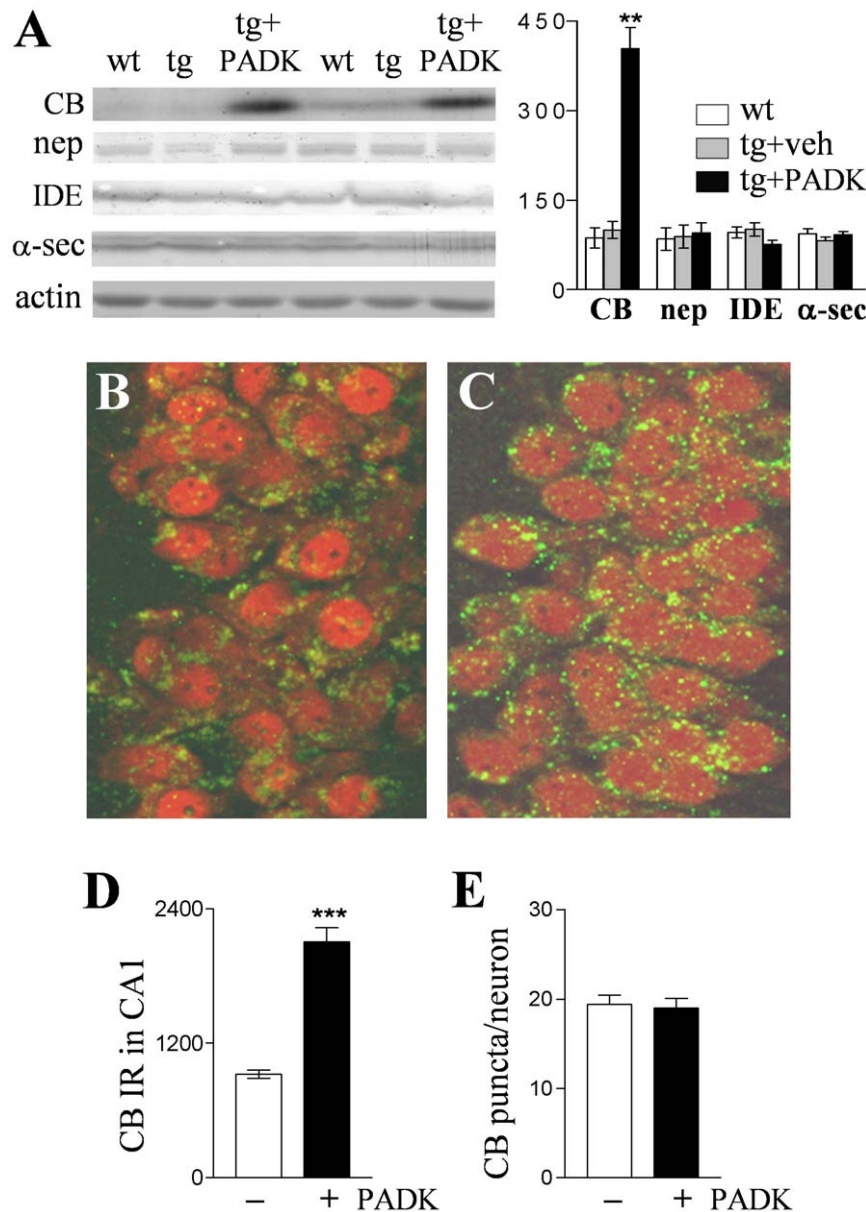 A
wt tg tg+ PADK wt tg tg+ PADK
CB
nep
IDE
α-sec
actin
450
300
150
0
**
wt
tg+veh
tg+PADK
CB nep IDE α-sec
B
C
D
CB IR in CA1
2400
1200
0
***
– + PADK
E
CB puncta/neuron
30
20
10
0
– + PADK